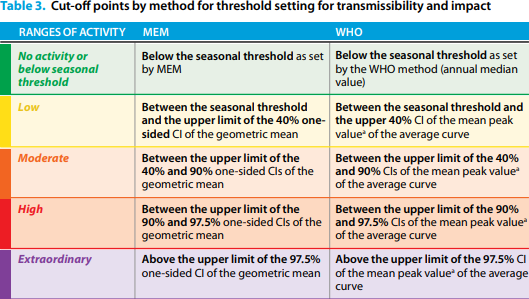 Table 3. Cut-off points by method for threshold setting for transmissibility and impact
RANGES OF ACTIVITY MEM WHO
No activity or
below seasonal
threshold
Below the seasonal threshold as set
by MEM
Below the seasonal threshold as set
by the WHO method (annual median
value)
Low
Between the seasonal threshold
and the upper limit of the 40% one-
sided CI of the geometric mean
Between the seasonal threshold and
the upper 40% CI of the mean peak
valueᵃ of the average curve
Moderate
Between the upper limit of the
40% and 90% one-sided CIs of the
geometric mean
Between the upper limit of the 40%
and 90% CIs of the mean peak valueᵃ
of the average curve
High
Between the upper limit of the
90% and 97.5% one-sided CIs of the
geometric mean
Between the upper limit of the 90%
and 97.5% CIs of the mean peak valueᵃ
of the average curve
Extraordinary
Above the upper limit of the 97.5%
one-sided CI of the geometric mean
Above the upper limit of the 97.5% CI
of the mean peak valueᵃ of the average
curve